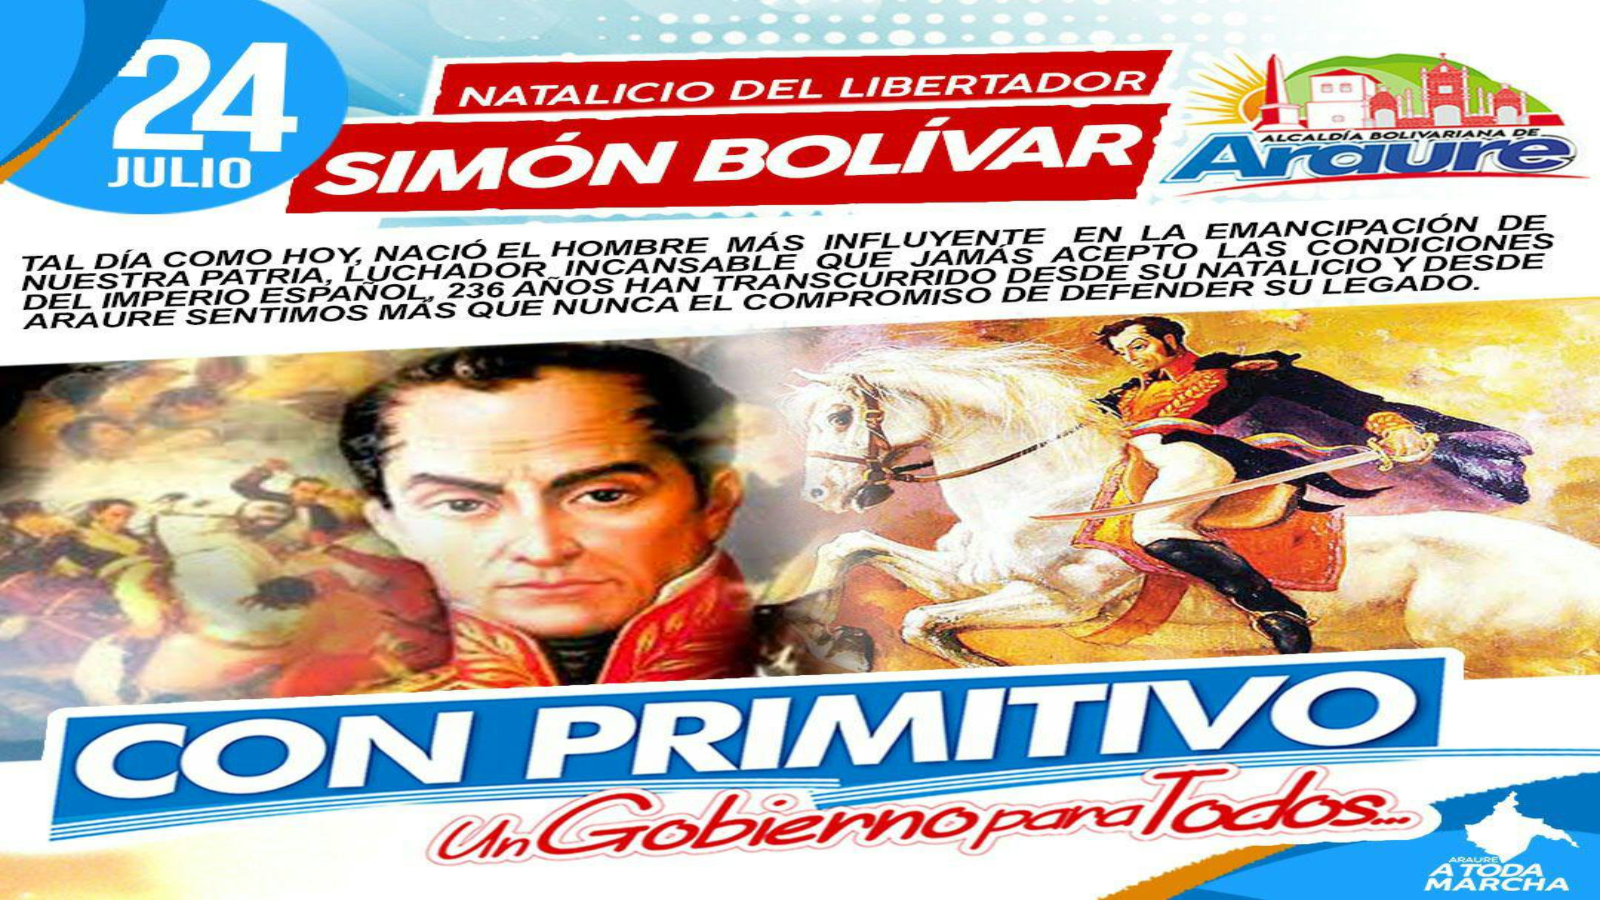 24
JULIO
NATALICIO DEL LIBERTADOR
SIMÓN BOLÍVAR
ALCALDÍA BOLIVARIANA DE
Araure
TAL DÍA COMO HOY, NACIÓ EL HOMBRE MÁS INFLUYENTE EN LA EMANCIPACIÓN DE
NUESTRA PATRIA, LUCHADOR INCANSABLE QUE JAMÁS ACEPTO LAS CONDICIONES
DEL IMPERIO ESPAÑOL, 236 AÑOS HAN TRANSCURRIDO DESDE SU NATALICIO Y DESDE
ARAURE SENTIMOS MÁS QUE NUNCA EL COMPROMISO DE DEFENDER SU LEGADO.
CON PRIMITIVO
Un Gobierno para Todos...
ARAURE
A TODA
MARCHA